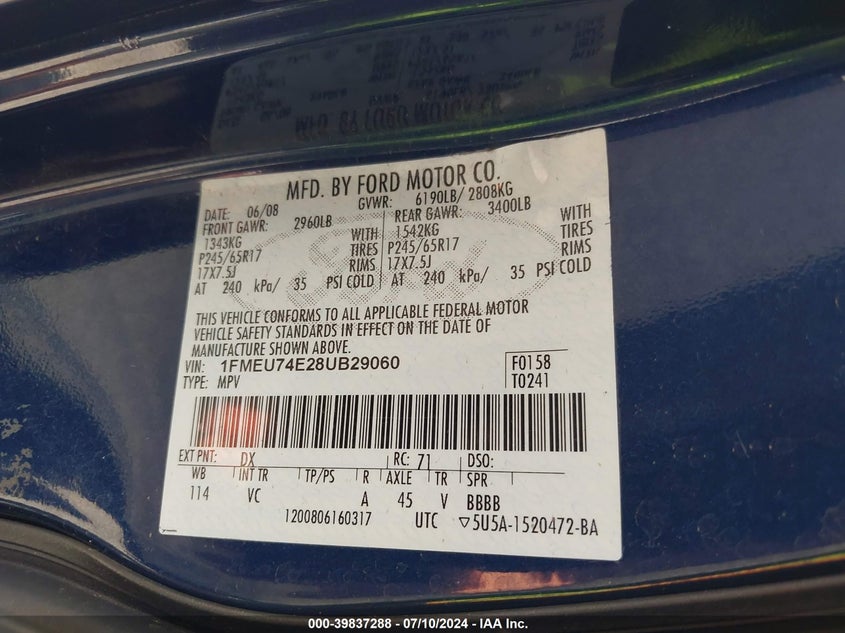 MFD. BY FORD MOTOR CO.
DATE: 06/08 GVWR: 6190LB/ 2808KG
FRONT GAWR: 2960LB REAR GAWR: 3400LB
1343KG WITH 1542KG WITH
P245/65R17 TIRES P245/65R17 TIRES
17X7.5J RIMS 17X7.5J RIMS
AT 240 kPa/ 35 PSI COLD AT 240 kPa/ 35 PSI COLD
THIS VEHICLE CONFORMS TO ALL APPLICABLE FEDERAL MOTOR
VEHICLE SAFETY STANDARDS IN EFFECT ON THE DATE OF
MANUFACTURE SHOWN ABOVE.
VIN: 1FMEU74E28UB29060 F0158
TYPE: MPV T0241
EXT PNT: DX RC: 71 DSO:
WB INT TR TP/PS R AXLE TR SPR
114 VC A 45 V BBBB
1200806160317 UTC ▽5U5A-1520472-BA
000-39837288 - 07/10/2024 - IAA Inc.